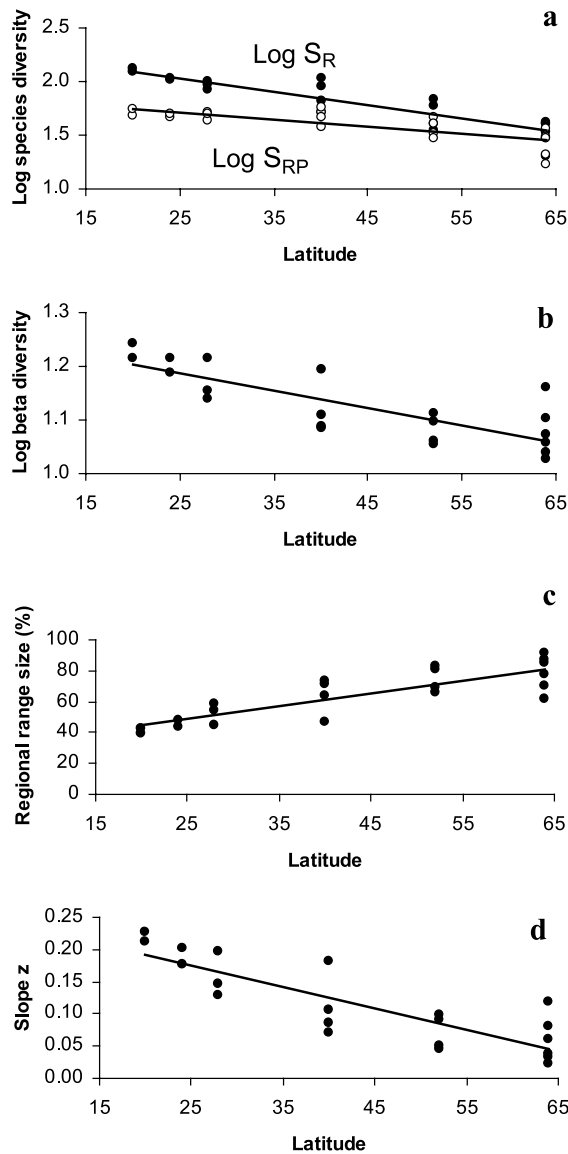 a
2.5
2.0
1.5
1.0
Log species diversity
Log S_R
Log S_RP
15 25 35 45 55 65
Latitude
b
1.3
1.2
1.1
1.0
Log beta diversity
15 25 35 45 55 65
Latitude
c
100
80
60
40
20
0
Regional range size (%)
15 25 35 45 55 65
Latitude
d
0.25
0.20
0.15
0.10
0.05
0.00
Slope z
15 25 35 45 55 65
Latitude